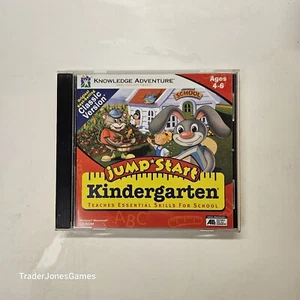 KNOWLEDGE ADVENTURE
Ages
4-6
Classic
Version
SCHOOL
Jump*Start
Kindergarten
TEACHES ESSENTIAL SKILLS FOR SCHOOL
ABC
TraderJonesGames